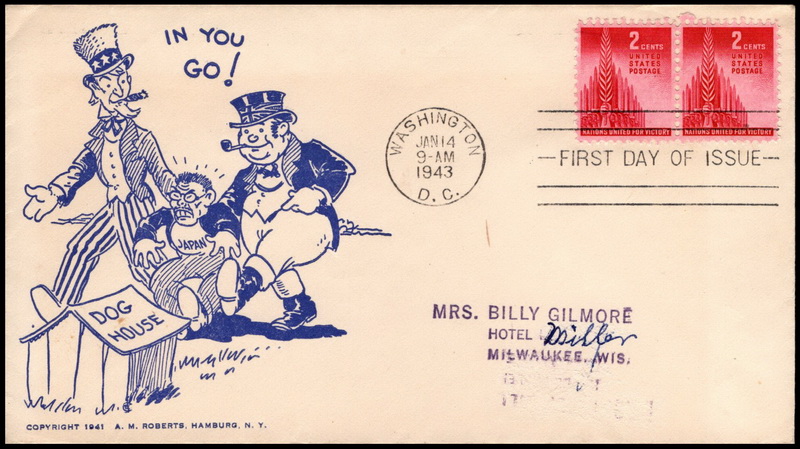 IN YOU
GO!
JAPAN
DOG
HOUSE
COPYRIGHT 1941 A. M. ROBERTS, HAMBURG, N. Y.
WASHINGTON
JAN 14
9-AM
1943
D. C.
2 CENTS
UNITED
STATES
POSTAGE
NATIONS UNITED FOR VICTORY
2 CENTS
UNITED
STATES
POSTAGE
NATIONS UNITED FOR VICTORY
FIRST DAY OF ISSUE
MRS. BILLY GILMORE
HOTEL Miller
MILWAUKEE, WIS.